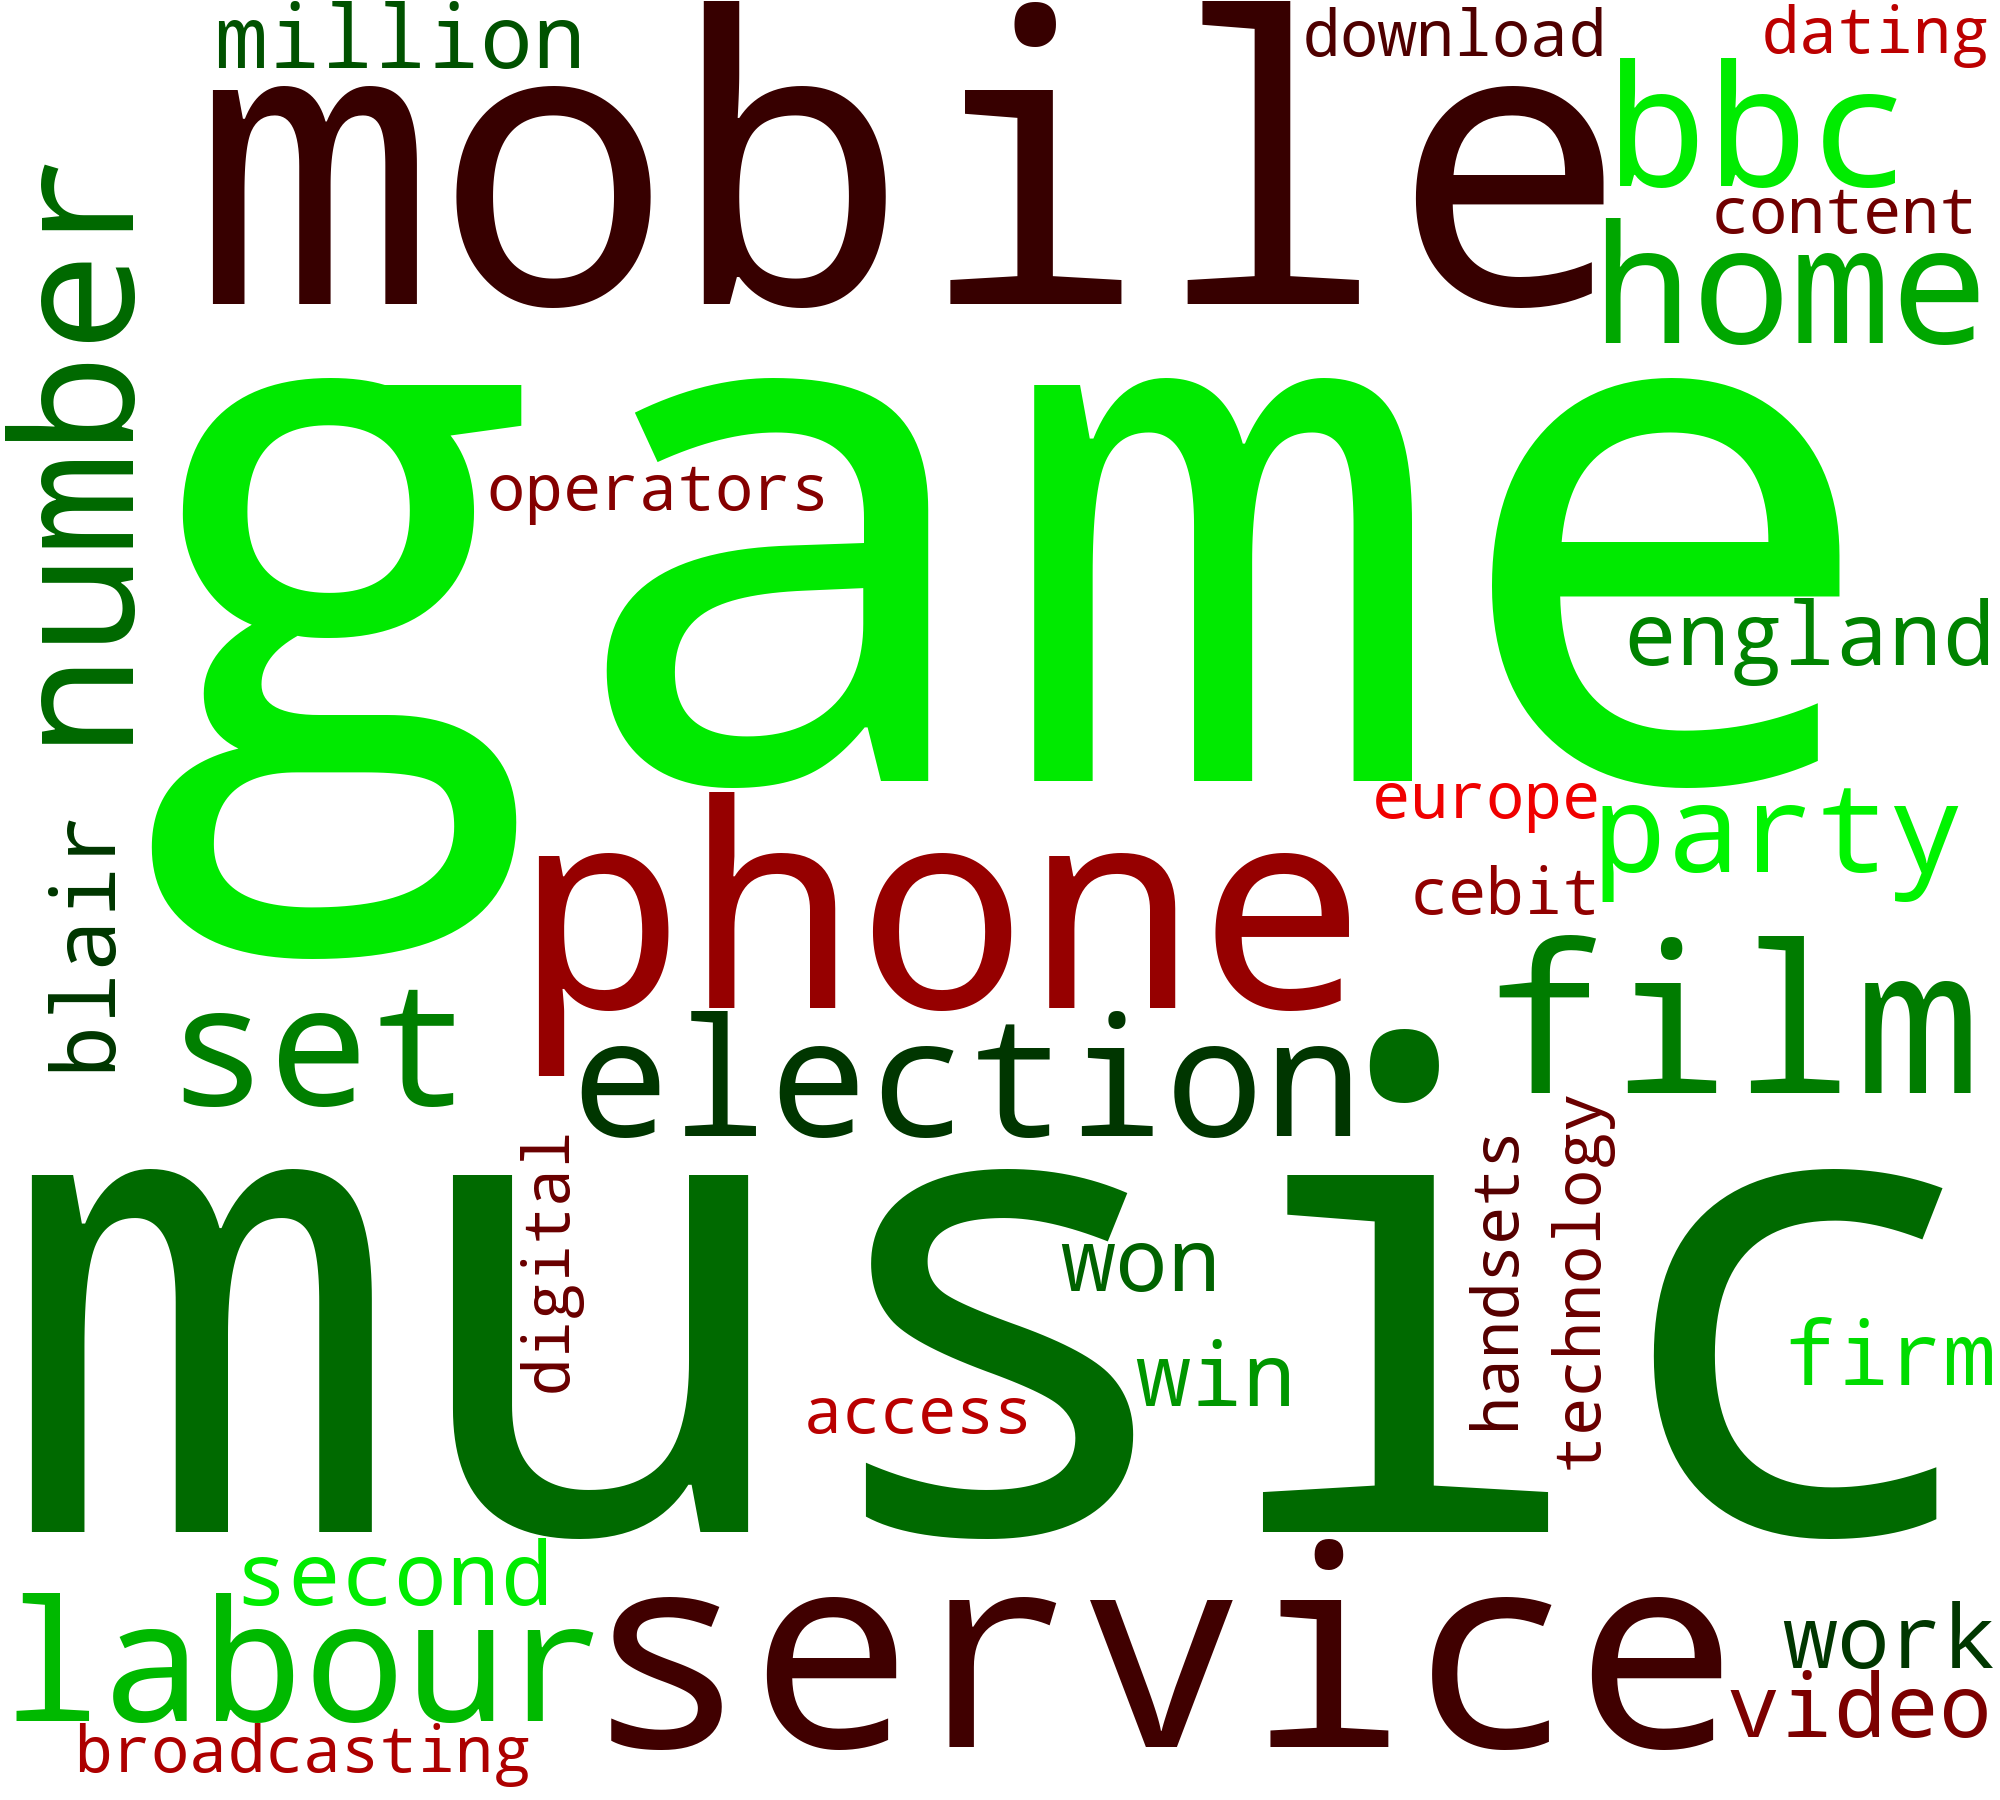 million
download
dating
mobile
bbc
content
home
number
game
operators
england
europe
party
phone
cebit
blair
film
set
election
digital
music
won
handsets
technology
win
firm
access
second
labour
service
work
video
broadcasting